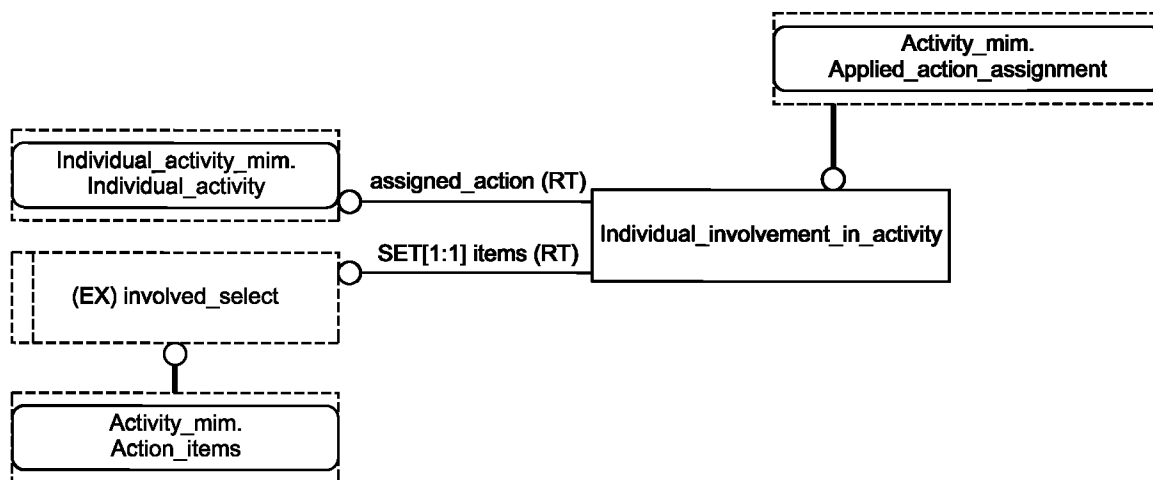 Activity_mim.
Applied_action_assignment
Individual_activity_mim.
Individual_activity
assigned_action (RT)
Individual_involvement_in_activity
SET[1:1] items (RT)
(EX) involved_select
Activity_mim.
Action_items